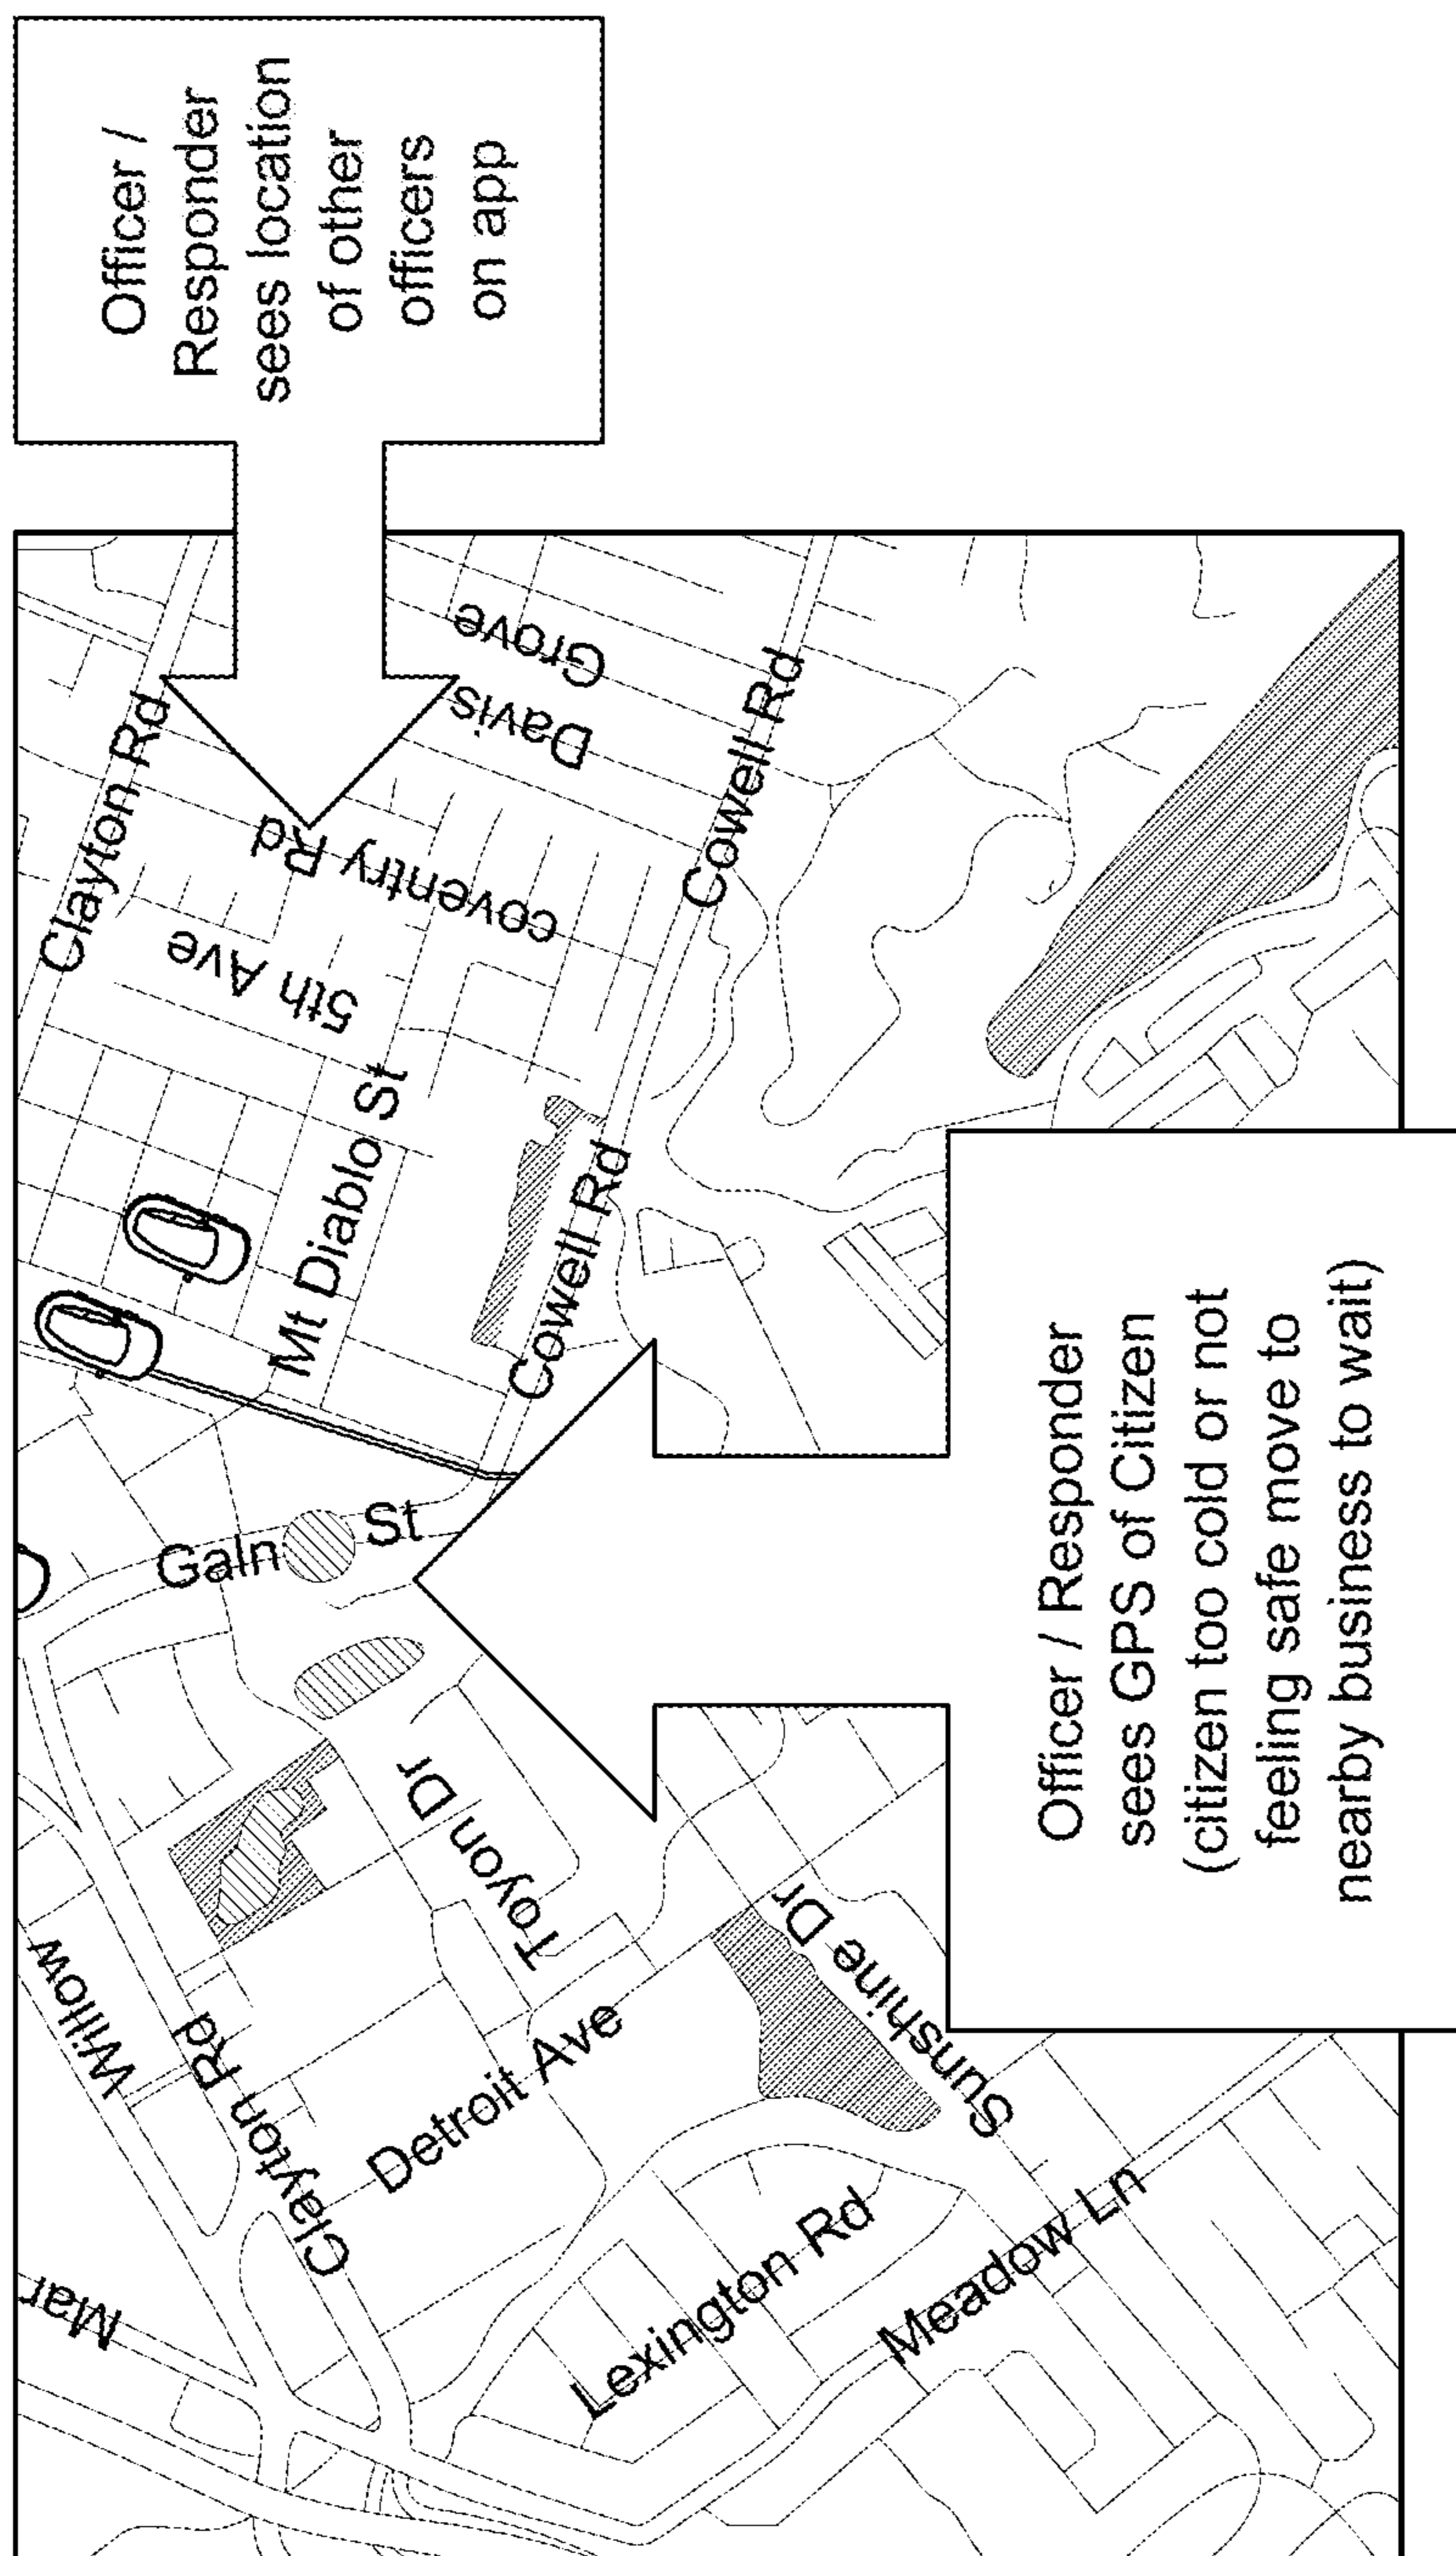 Officer /
Responder
sees location
of other
officers
on app
Clayton Rd
Grove
Davis
coventry Rd
5th Ave
Cowell Rd
Mt Diablo St
Cowell Rd
Galn
St
Toyon Dr
Willow
Clayton Rd
Detroit Ave
Sunshine Dr
Mar
Lexington Rd
Meadow Ln
Officer / Responder
sees GPS of Citizen
(citizen too cold or not
feeling safe move to
nearby business to wait)